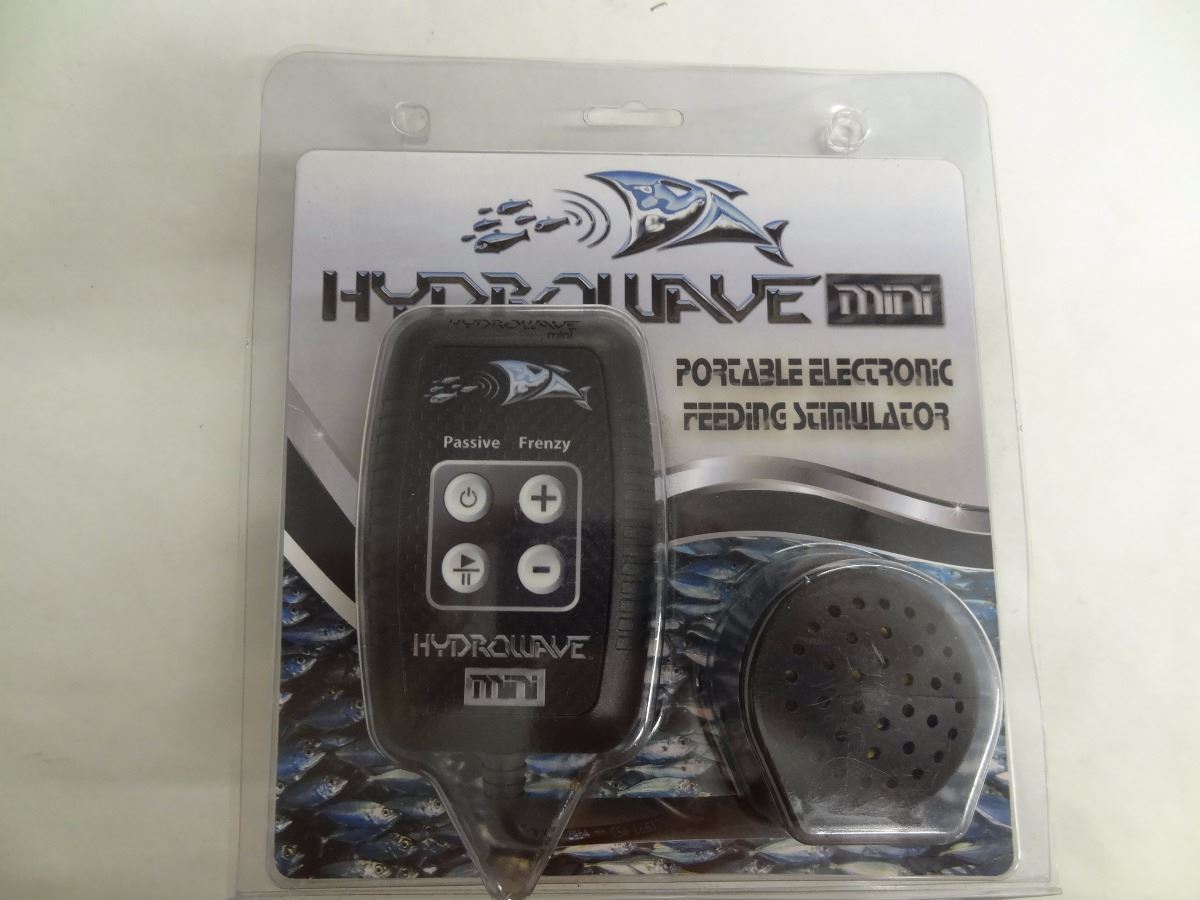 HYDROWAVE mini
PORTABLE ELECTRONIC
FEEDING STIMULATOR
HYDROWAVE
mini
Passive Frenzy
HYDROWAVE
mini